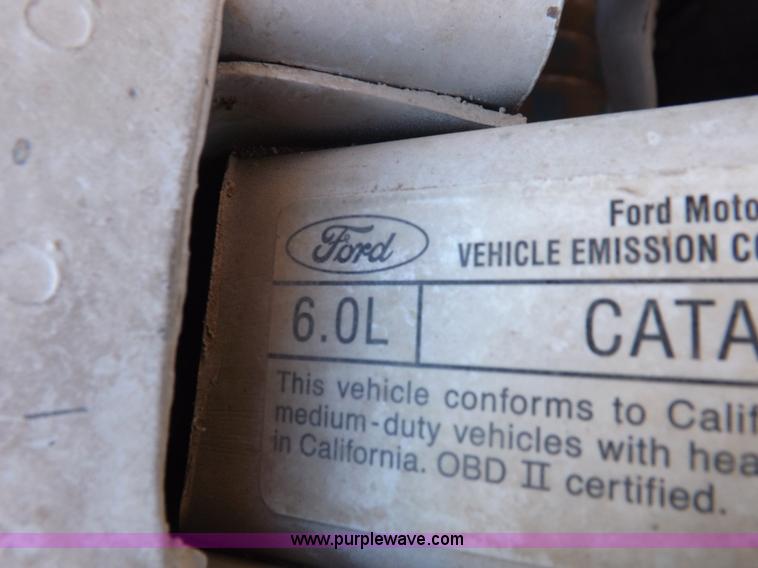 Ford Moto
Ford VEHICLE EMISSION CO
6.0L CATA
This vehicle conforms to Calif
medium-duty vehicles with hea
in California. OBD II certified.
www.purplewave.com